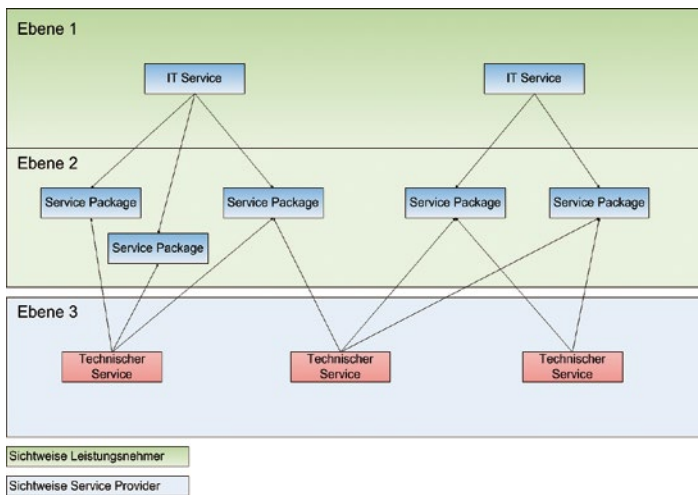 Ebene 1
IT Service
IT Service
Ebene 2
Service Package
Service Package
Service Package
Service Package
Service Package
Ebene 3
Technischer
Service
Technischer
Service
Technischer
Service
Sichtweise Leistungsnehmer
Sichtweise Service Provider